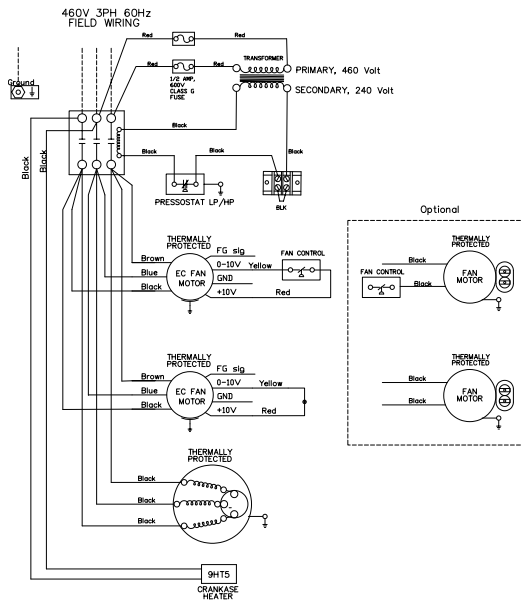 460V 3PH 60Hz
FIELD WIRING
Red
Red
Ground
Red
Red
TRANSFORMER
PRIMARY, 460 Volt
1/2 AMP,
600V
CLASS G
FUSE
SECONDARY, 240 Volt
Black
Black
Black
Black
Black
Black
Black
PRESSOSTAT LP/HP
BLK
Optional
THERMALLY
PROTECTED
FG sig
Brown
0-10V
Yellow
FAN CONTROL
Blue
EC FAN
MOTOR
GND
Black
+10V
Red
THERMALLY
PROTECTED
Black
FAN CONTROL
Black
FAN
MOTOR
THERMALLY
PROTECTED
FG sig
Brown
0-10V
Yellow
Blue
EC FAN
MOTOR
GND
Black
+10V
Red
THERMALLY
PROTECTED
Black
Black
FAN
MOTOR
THERMALLY
PROTECTED
Black
Black
Black
9HT5
CRANKASE
HEATER